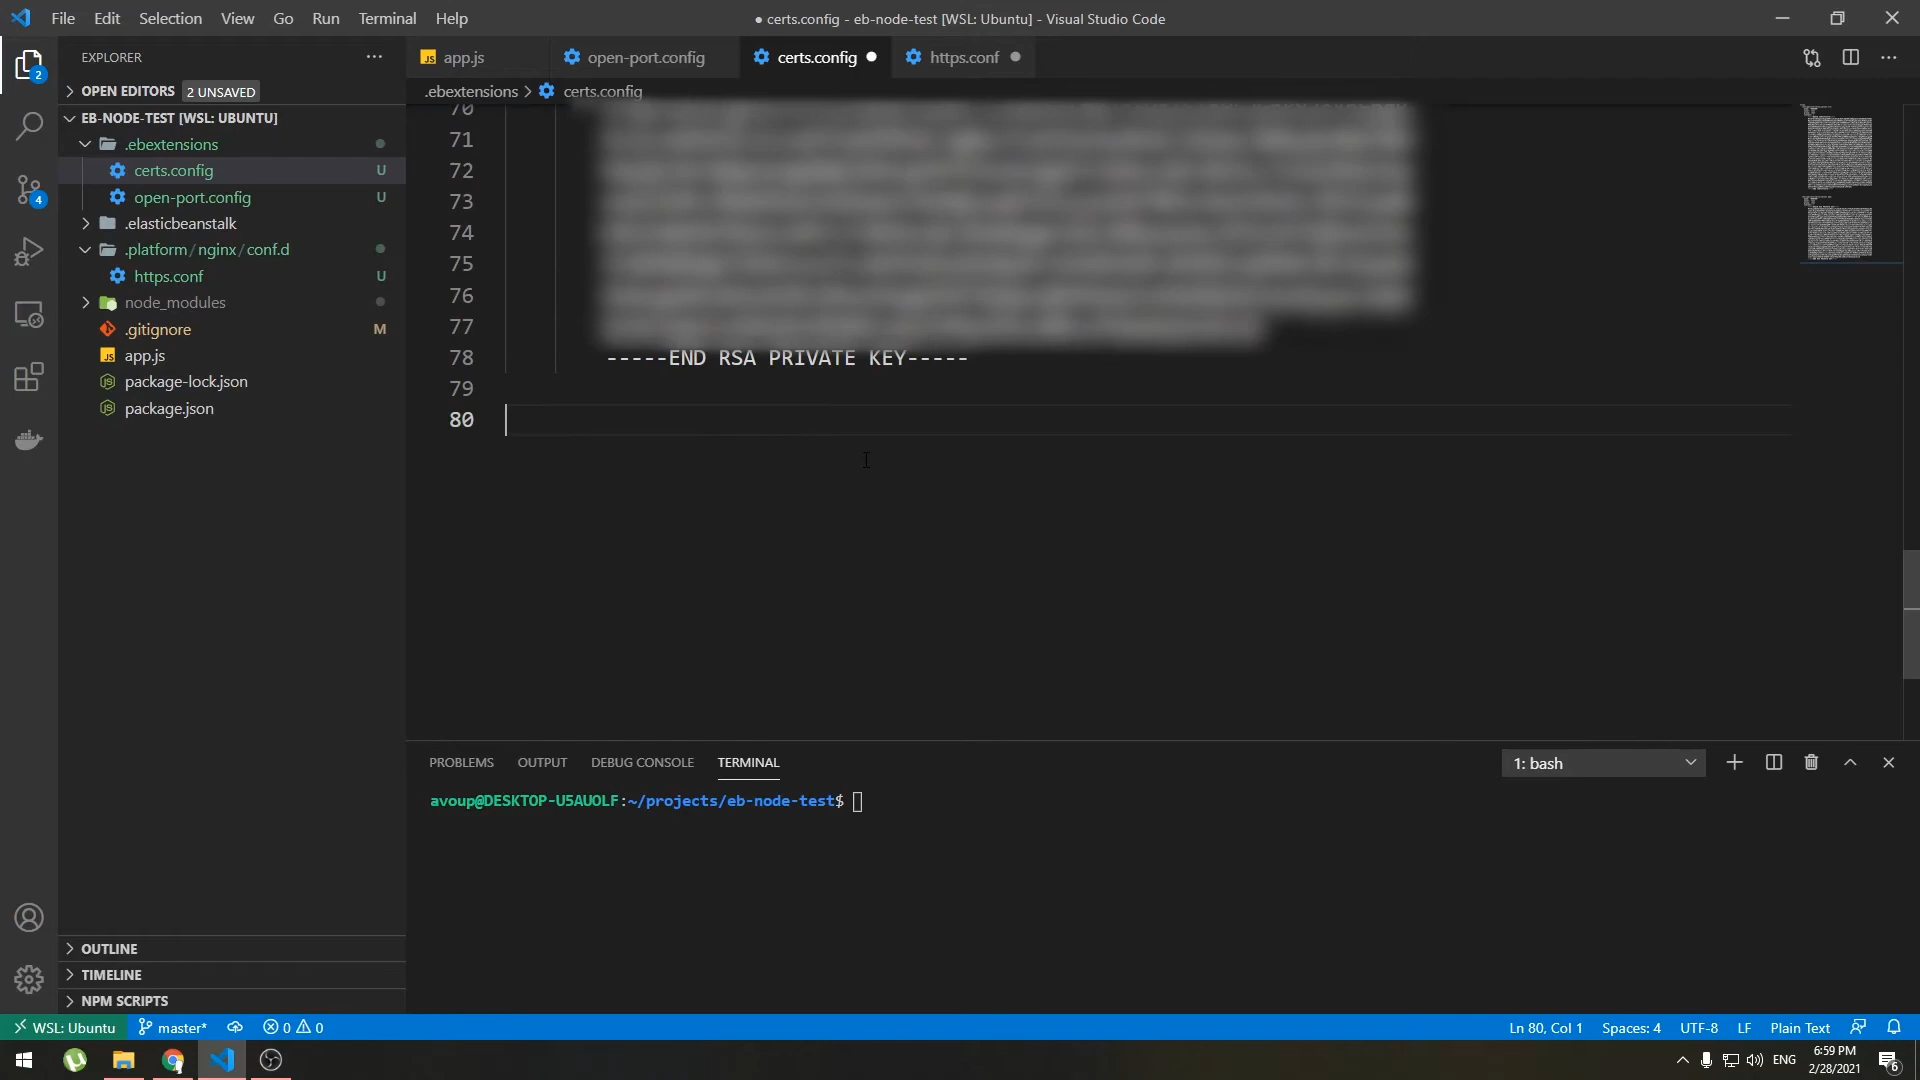 File Edit Selection View Go Run Terminal Help
● certs.config - eb-node-test [WSL: Ubuntu] - Visual Studio Code
EXPLORER
OPEN EDITORS 2 UNSAVED
EB-NODE-TEST [WSL: UBUNTU]
.ebextensions
certs.config U
open-port.config U
.elasticbeanstalk
.platform / nginx / conf.d
https.conf U
node_modules
.gitignore M
JS app.js
package-lock.json
package.json
OUTLINE
TIMELINE
NPM SCRIPTS
2
4
JS app.js
open-port.config
certs.config
https.conf
.ebextensions > certs.config
70
71
72
73
74
75
76
77
78 -----END RSA PRIVATE KEY-----
79
80
PROBLEMS OUTPUT DEBUG CONSOLE TERMINAL
1: bash
avoup@DESKTOP-U5AUOLF:~/projects/eb-node-test$
WSL: Ubuntu master* 0 0
Ln 80, Col 1 Spaces: 4 UTF-8 LF Plain Text
ENG
6:59 PM
2/28/2021
6